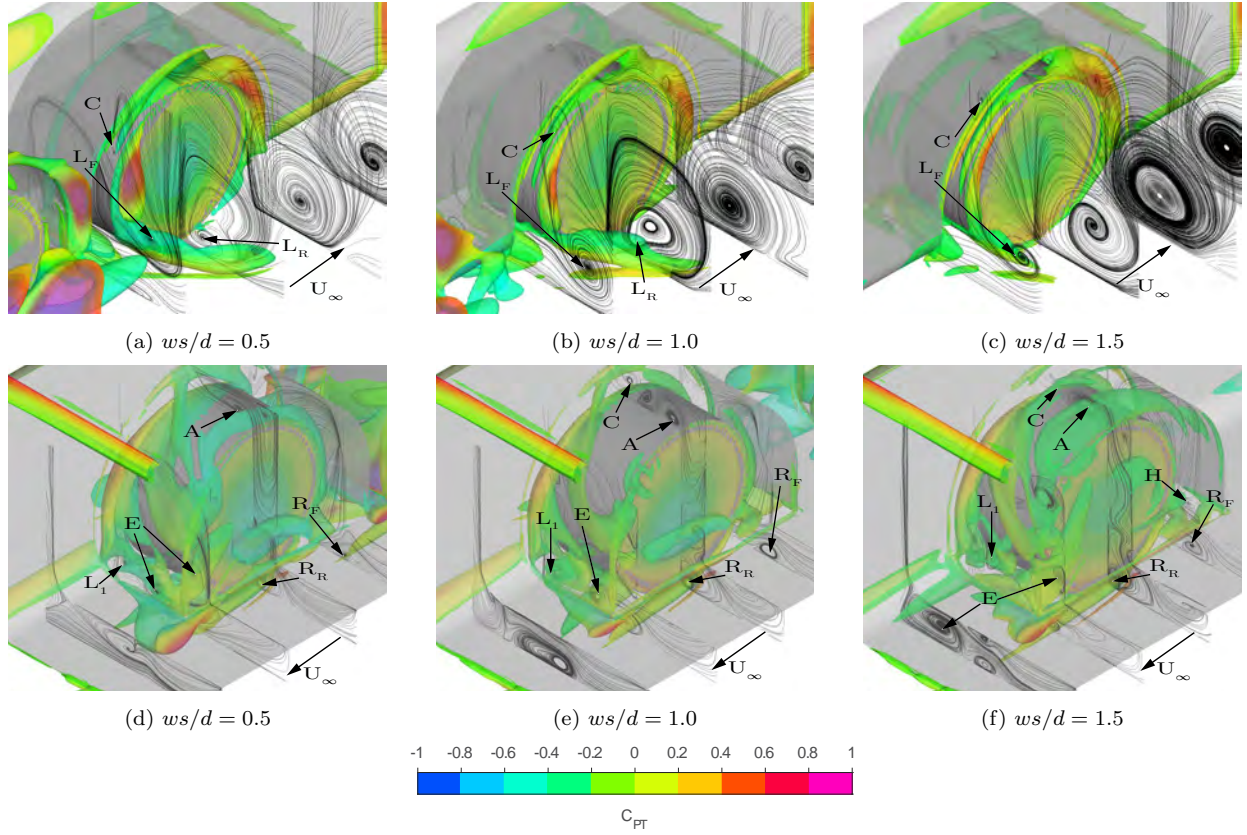 C
L_F
L_R
U_∞
C
L_F
L_R
U_∞
C
L_F
U_∞
(a) ws/d = 0.5
(b) ws/d = 1.0
(c) ws/d = 1.5
A
R_F
E
L_1
R_R
U_∞
C
A
R_F
L_1
E
R_R
U_∞
C
A
H
L_1
R_F
R_R
E
U_∞
(d) ws/d = 0.5
(e) ws/d = 1.0
(f) ws/d = 1.5
-1 -0.8 -0.6 -0.4 -0.2 0 0.2 0.4 0.6 0.8 1
C_PT